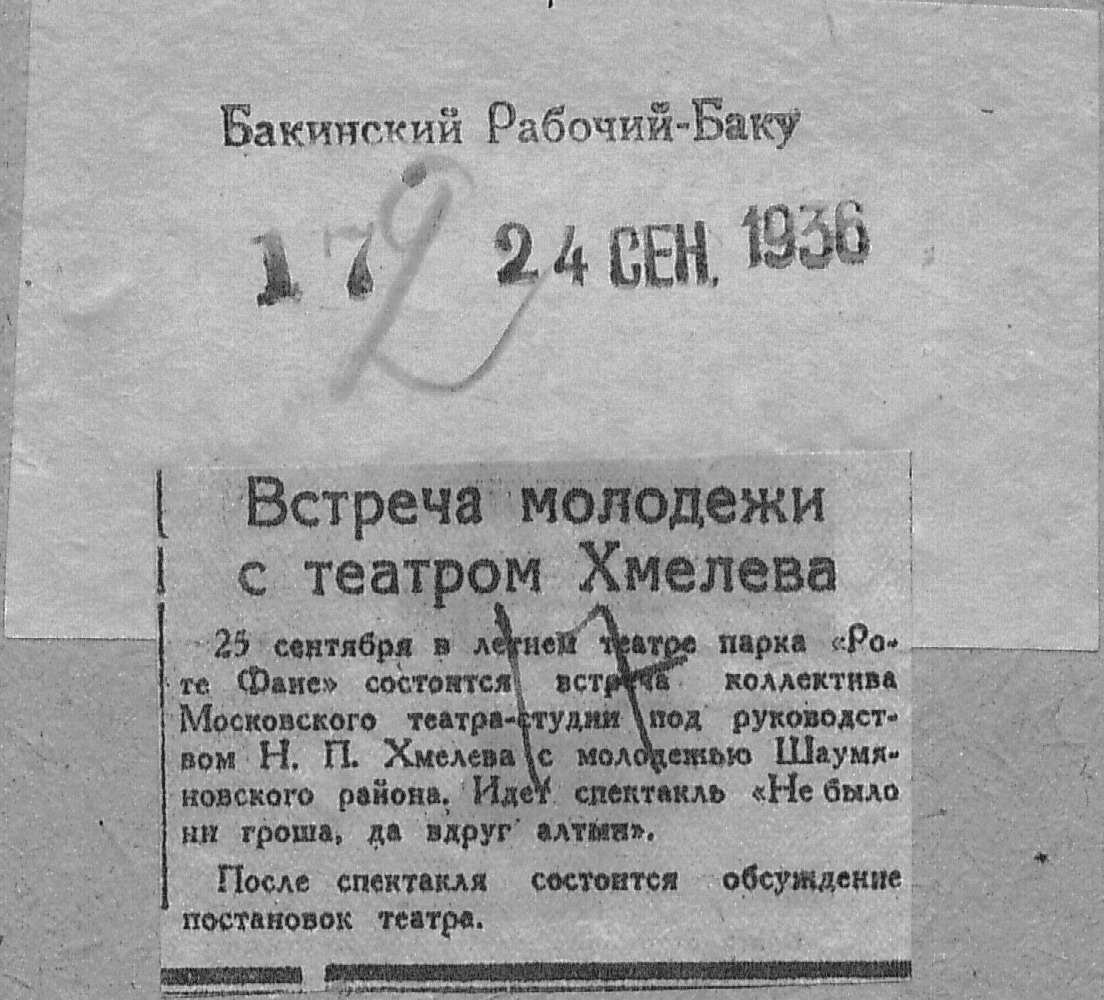 Бакинский Рабочий-Баку
2
17 24 СЕН. 1936
Встреча молодежи
с театром Хмелева
17
25 сентября в летнем театре парка «Ро-
те Фане» состоится встреча коллектива
Московского театра-студии под руководст-
вом Н. П. Хмелева с молодежью Шаумя-
новского района. Идет спектакль «Не было
ни гроша, да вдруг алтын».
После спектакля состоится обсуждение
постановок театра.